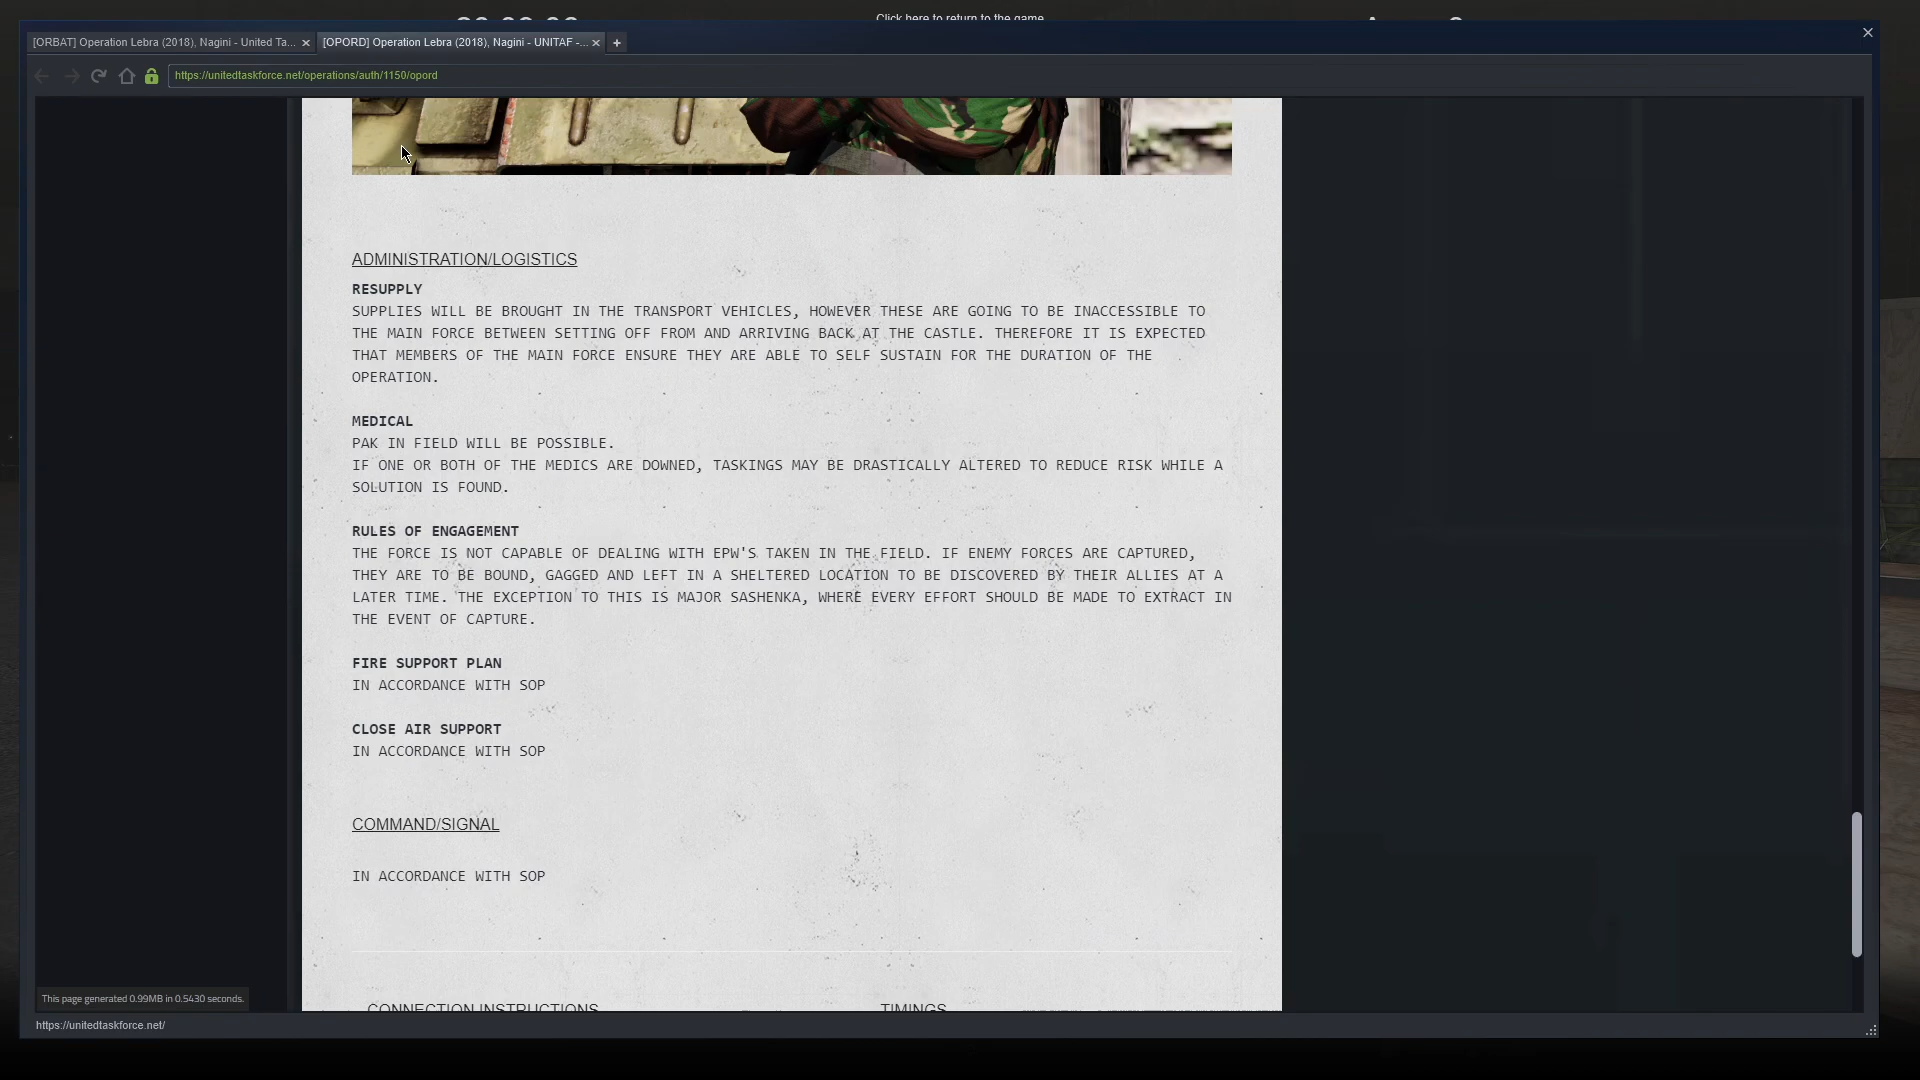 Click here to return to the game
[ORBAT] Operation Lebra (2018), Nagini - United Ta...
[OPORD] Operation Lebra (2018), Nagini - UNITAF -...
https://unitedtaskforce.net/operations/auth/1150/opord
ADMINISTRATION/LOGISTICS
RESUPPLY
SUPPLIES WILL BE BROUGHT IN THE TRANSPORT VEHICLES, HOWEVER THESE ARE GOING TO BE INACCESSIBLE TO
THE MAIN FORCE BETWEEN SETTING OFF FROM AND ARRIVING BACK AT THE CASTLE. THEREFORE IT IS EXPECTED
THAT MEMBERS OF THE MAIN FORCE ENSURE THEY ARE ABLE TO SELF SUSTAIN FOR THE DURATION OF THE
OPERATION.
MEDICAL
PAK IN FIELD WILL BE POSSIBLE.
IF ONE OR BOTH OF THE MEDICS ARE DOWNED, TASKINGS MAY BE DRASTICALLY ALTERED TO REDUCE RISK WHILE A
SOLUTION IS FOUND.
RULES OF ENGAGEMENT
THE FORCE IS NOT CAPABLE OF DEALING WITH EPW'S TAKEN IN THE FIELD. IF ENEMY FORCES ARE CAPTURED,
THEY ARE TO BE BOUND, GAGGED AND LEFT IN A SHELTERED LOCATION TO BE DISCOVERED BY THEIR ALLIES AT A
LATER TIME. THE EXCEPTION TO THIS IS MAJOR SASHENKA, WHERE EVERY EFFORT SHOULD BE MADE TO EXTRACT IN
THE EVENT OF CAPTURE.
FIRE SUPPORT PLAN
IN ACCORDANCE WITH SOP
CLOSE AIR SUPPORT
IN ACCORDANCE WITH SOP
COMMAND/SIGNAL
IN ACCORDANCE WITH SOP
CONNECTION INSTRUCTIONS
TIMINGS
This page generated 0.99MB in 0.5430 seconds.
https://unitedtaskforce.net/